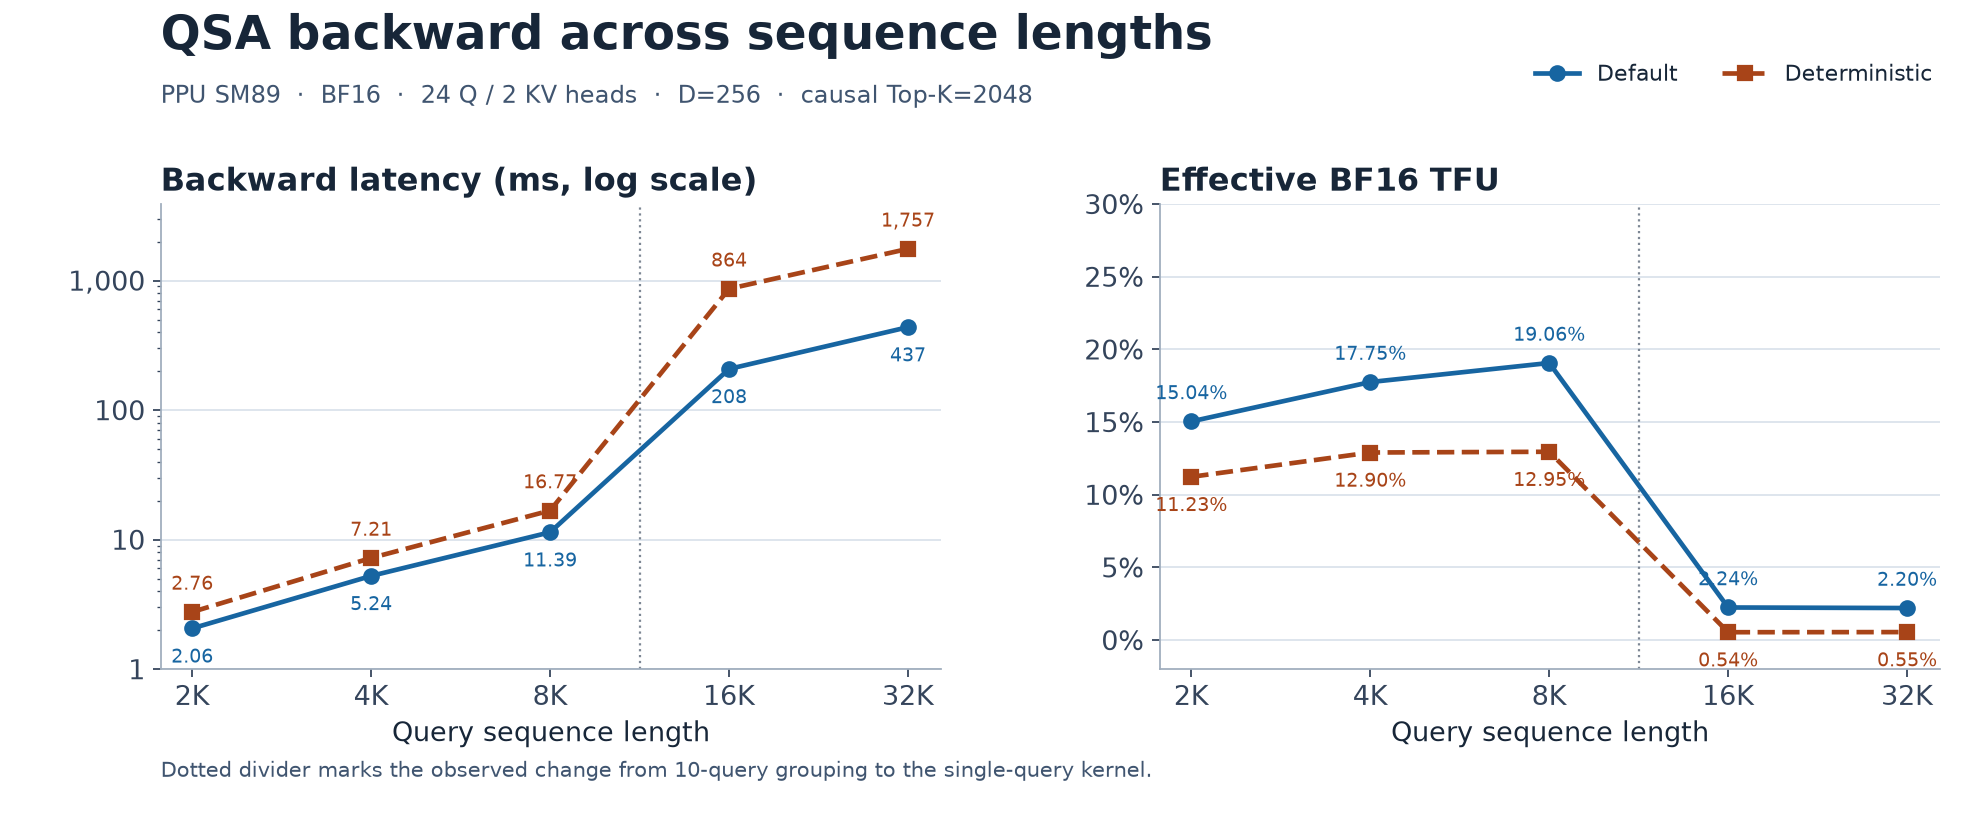 QSA backward across sequence lengths
PPU SM89 · BF16 · 24 Q / 2 KV heads · D=256 · causal Top-K=2048
Default
Deterministic
Backward latency (ms, log scale)
1,000
100
10
1
2.76
7.21
16.77
864
1,757
2.06
5.24
11.39
208
437
2K
4K
8K
16K
32K
Query sequence length
Effective BF16 TFU
30%
25%
20%
15%
10%
5%
0%
15.04%
17.75%
19.06%
2.24%
2.20%
11.23%
12.90%
12.95%
0.54%
0.55%
2K
4K
8K
16K
32K
Query sequence length
Dotted divider marks the observed change from 10-query grouping to the single-query kernel.